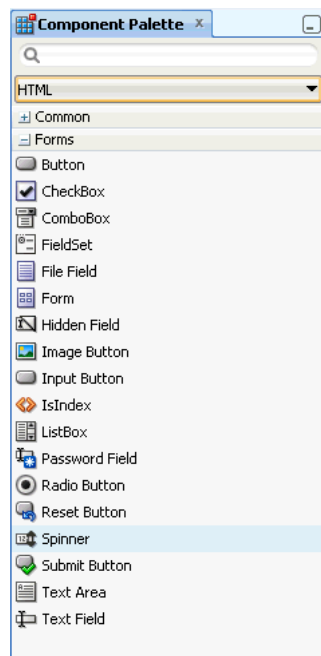 Component Palette
HTML
Common
Forms
Button
CheckBox
ComboBox
FieldSet
File Field
Form
Hidden Field
Image Button
Input Button
IsIndex
ListBox
Password Field
Radio Button
Reset Button
Spinner
Submit Button
Text Area
Text Field